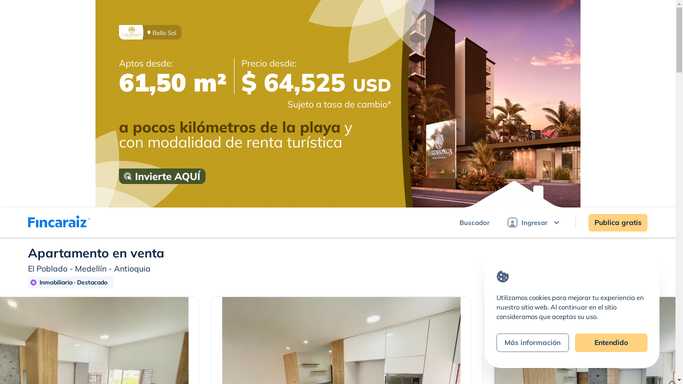 Bello Sol
Aptos desde:
61,50 m²
Precio desde:
$ 64,525 USD
Sujeto a tasa de cambio*
a pocos kilómetros de la playa y
con modalidad de renta turística
Invierte AQUÍ
Fincaraiz
Buscador
Ingresar
Publica gratis
Apartamento en venta
El Poblado - Medellín - Antioquia
Inmobiliaria · Destacado
Utilizamos cookies para mejorar tu experiencia en
nuestro sitio web. Al continuar en el sitio
consideramos que aceptas su uso.
Más información
Entendido